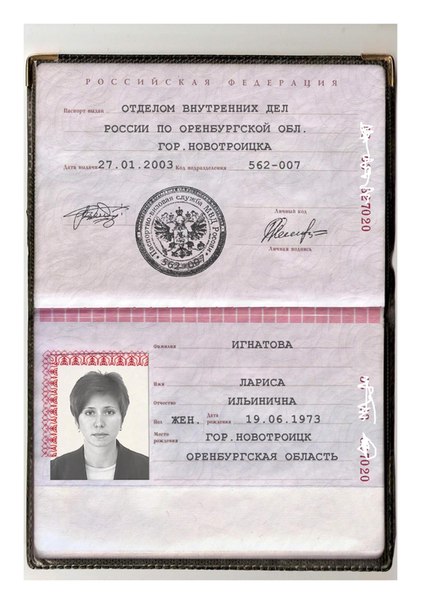 РОССИЙСКАЯ ФЕДЕРАЦИЯ
Паспорт выдан ОТДЕЛОМ ВНУТРЕННИХ ДЕЛ
РОССИИ ПО ОРЕНБУРГСКОЙ ОБЛ.
ГОР.НОВОТРОИЦКА
Дата выдачи 27.01.2003 Код подразделения 562-007
Личный код
Личная подпись
Паспортно-визовая служба МВД России
562-007
7020
Фамилия ИГНАТОВА
Имя ЛАРИСА
Отчество ИЛЬИНИЧНА
Пол ЖЕН. Дата рождения 19.06.1973
Место рождения ГОР.НОВОТРОИЦК
ОРЕНБУРГСКАЯ ОБЛАСТЬ
7020